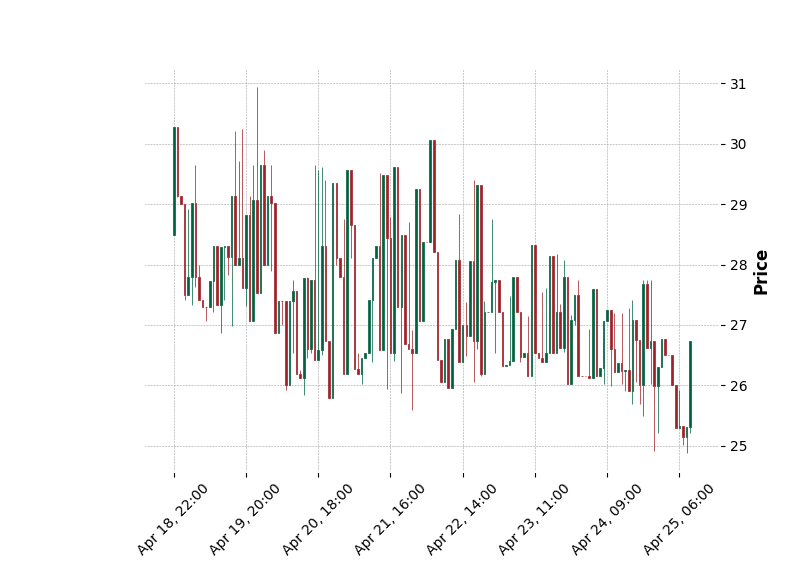 31
30
29
28
27
26
25
Price
Apr 18, 22:00
Apr 19, 20:00
Apr 20, 18:00
Apr 21, 16:00
Apr 22, 14:00
Apr 23, 11:00
Apr 24, 09:00
Apr 25, 06:00